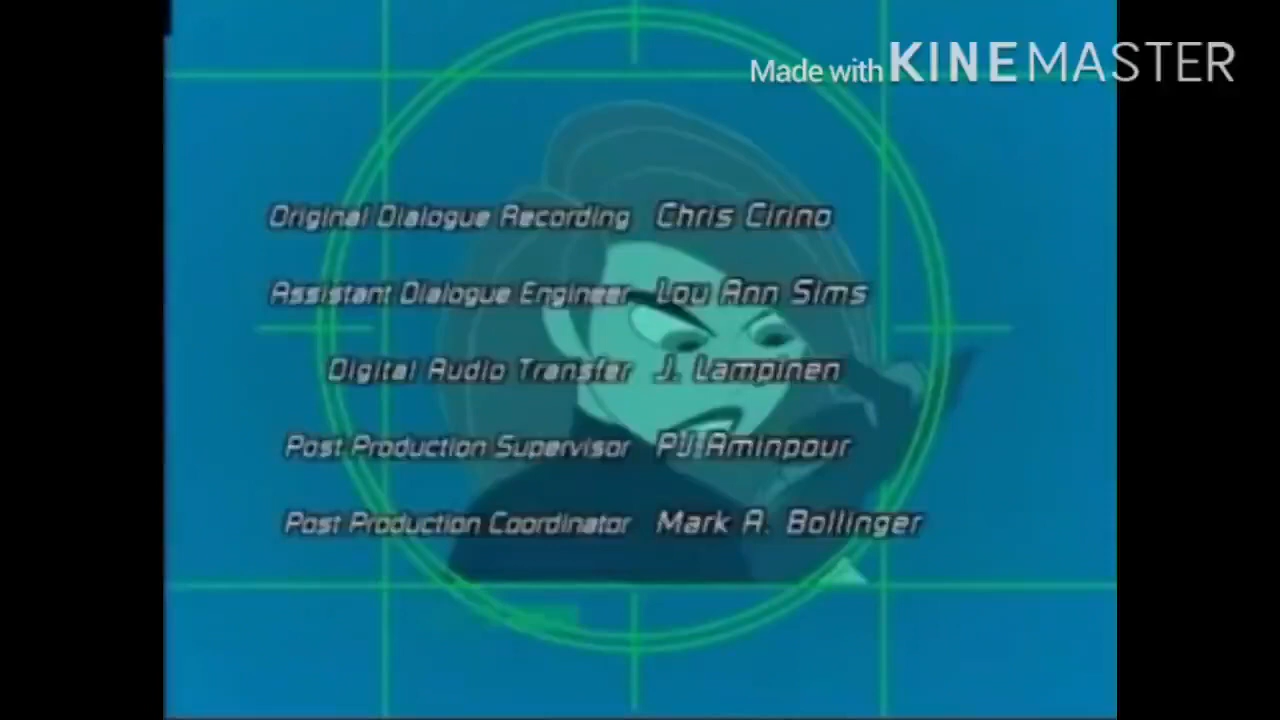 Made with KINEMASTER
Original Dialogue Recording Chris Cirino
Assistant Dialogue Engineer Lou Ann Sims
Digital Audio Transfer J. Lampinen
Post Production Supervisor PJ Aminpour
Post Production Coordinator Mark A. Bollinger